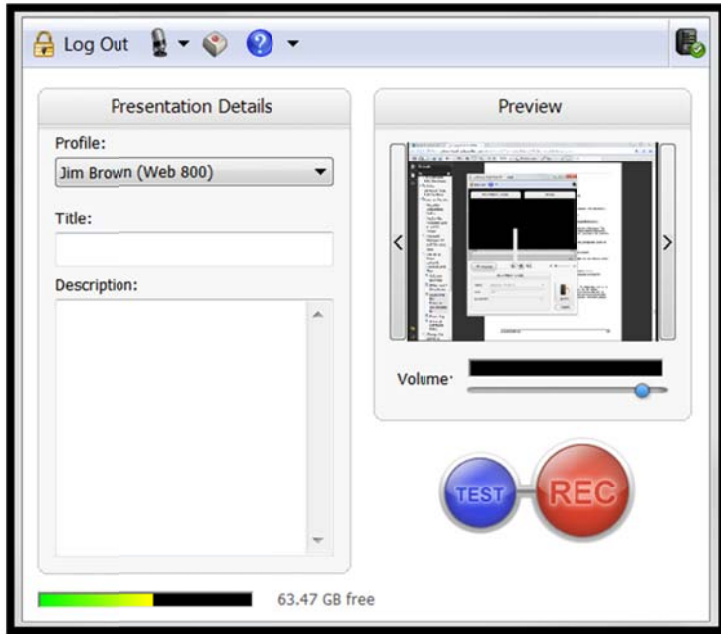 Log Out
?
Presentation Details
Profile:
Jim Brown (Web 800)
Title:
Description:
63.47 GB free
Preview
Volume:
TEST
REC